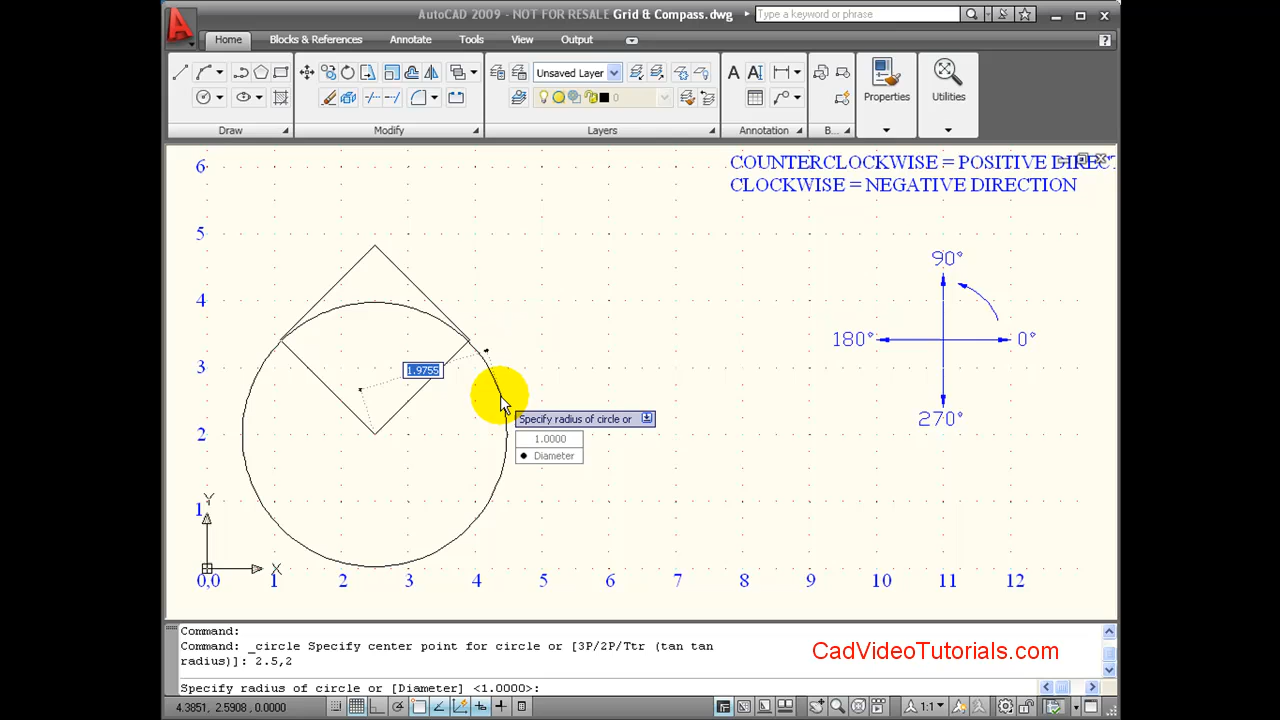 AutoCAD 2009 - NOT FOR RESALE Grid & Compass.dwg
Type a keyword or phrase
Home Blocks & References Annotate Tools View Output
Unsaved Layer
0
Properties
Utilities
Draw
Modify
Layers
Annotation
B...
COUNTERCLOCKWISE = POSITIVE DIRECT
CLOCKWISE = NEGATIVE DIRECTION
6
5
4
3
2
1
90°
180°
0°
270°
1.9755
Specify radius of circle or
1.0000
Diameter
Y
X
0,0 1 2 3 4 5 6 7 8 9 10 11 12
Command:
Command: _circle Specify center point for circle or [3P/2P/Ttr (tan tan
radius)]: 2.5,2
Specify radius of circle or [Diameter] <1.0000>:
CadVideoTutorials.com
4.3851, 2.5908, 0.0000
1:1